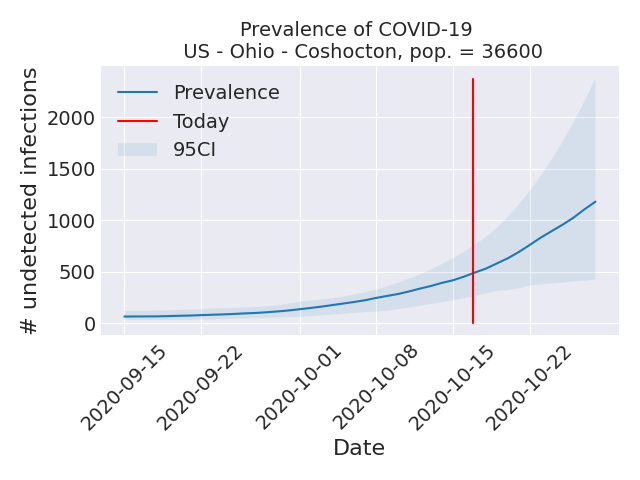 Prevalence of COVID-19
US - Ohio - Coshocton, pop. = 36600
# undetected infections
2000
1500
1000
500
0
Prevalence
Today
95CI
2020-09-15
2020-09-22
2020-10-01
2020-10-08
2020-10-15
2020-10-22
Date